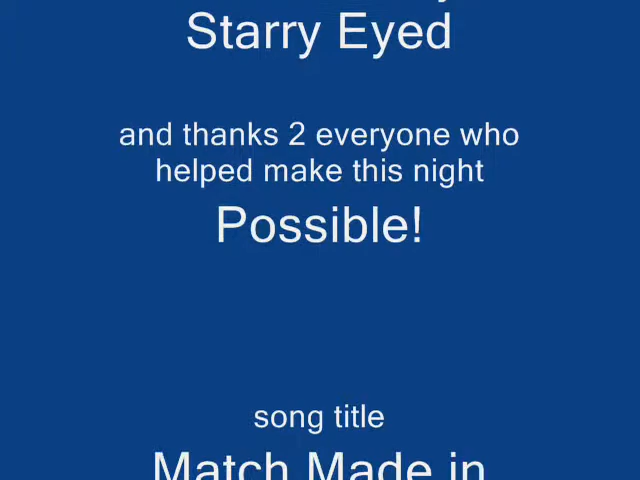 Starry Eyed
and thanks 2 everyone who
helped make this night
Possible!
song title
Match Made in